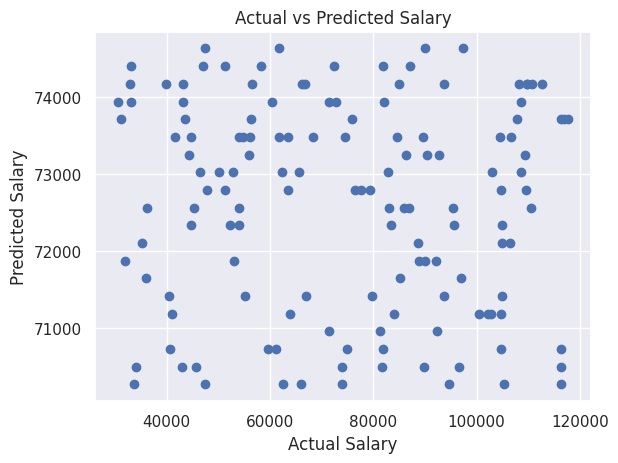 Actual vs Predicted Salary
Predicted Salary
74000
73000
72000
71000
40000 60000 80000 100000 120000
Actual Salary